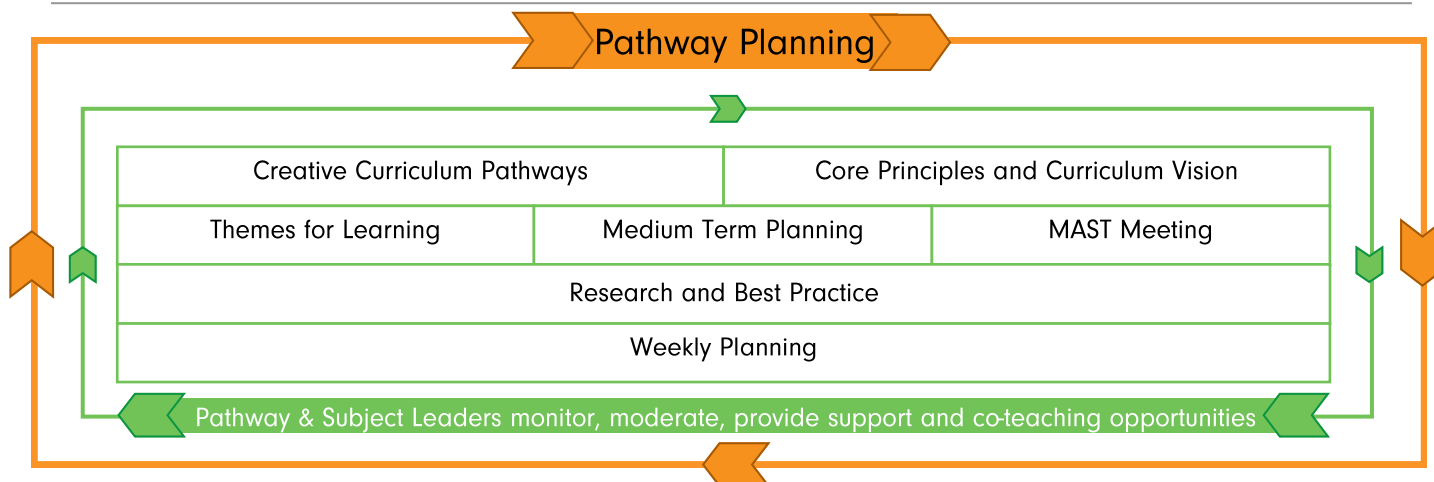 Pathway Planning
Creative Curriculum Pathways
Core Principles and Curriculum Vision
Themes for Learning
Medium Term Planning
MAST Meeting
Research and Best Practice
Weekly Planning
Pathway & Subject Leaders monitor, moderate, provide support and co-teaching opportunities